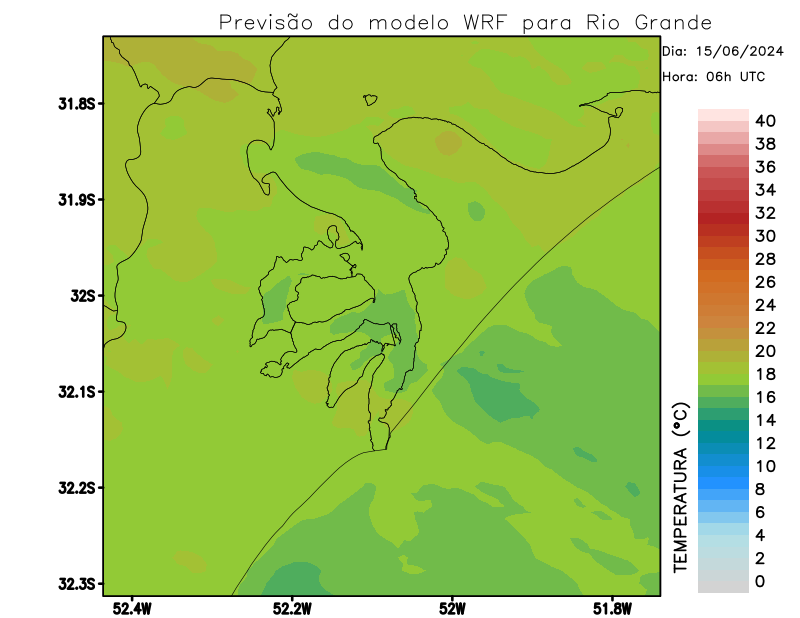 Previsão do modelo WRF para Rio Grande
Dia: 15/06/2024
Hora: 06h UTC
31.8S
31.9S
32S
32.1S
32.2S
32.3S
52.4W
52.2W
52W
51.8W
TEMPERATURA (°C)
40
38
36
34
32
30
28
26
24
22
20
18
16
14
12
10
8
6
4
2
0